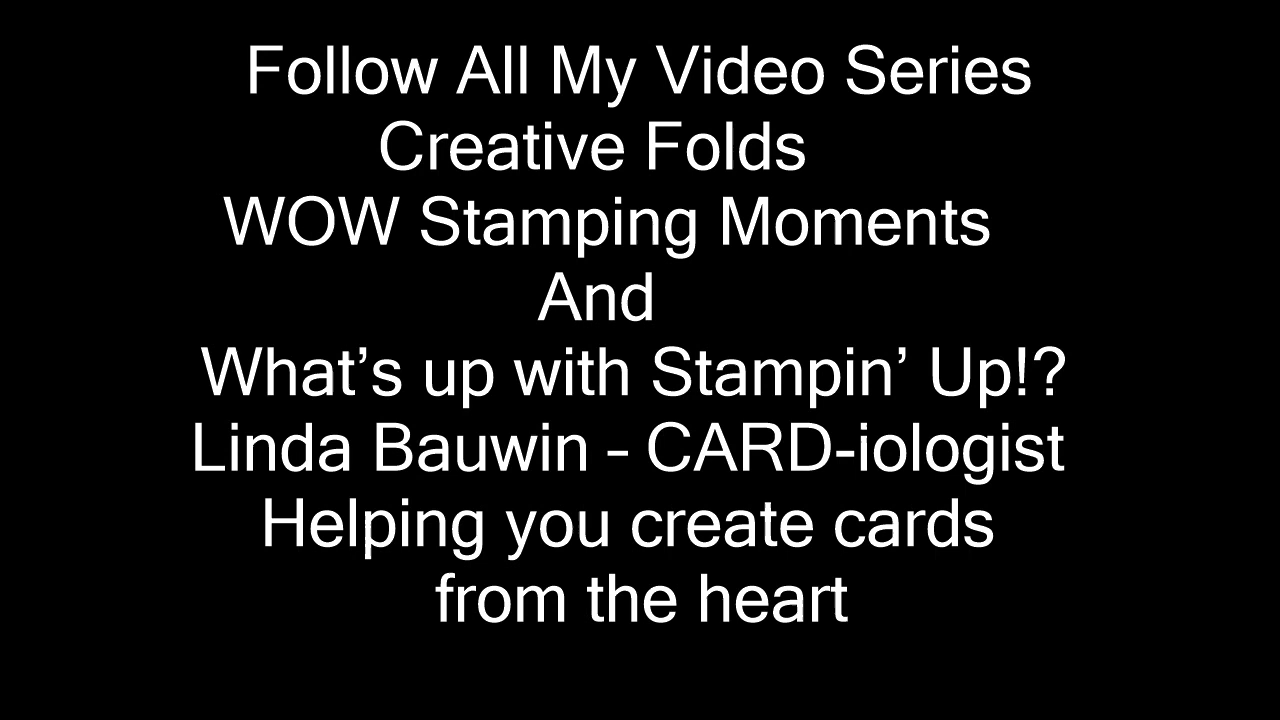 Follow All My Video Series
Creative Folds
WOW Stamping Moments
And
What’s up with Stampin’ Up!?
Linda Bauwin – CARD-iologist
Helping you create cards
from the heart